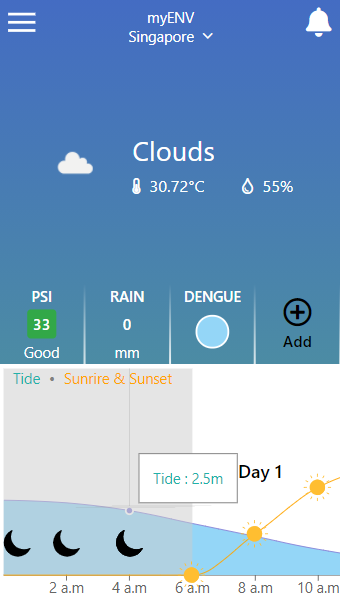 myENV
Singapore
Clouds
30.72°C 55%
PSI RAIN DENGUE
33 0
Good mm Add
Tide • Sunrire & Sunset
Tide : 2.5m Day 1
2 a.m 4 a.m 6 a.m 8 a.m 10 a.m